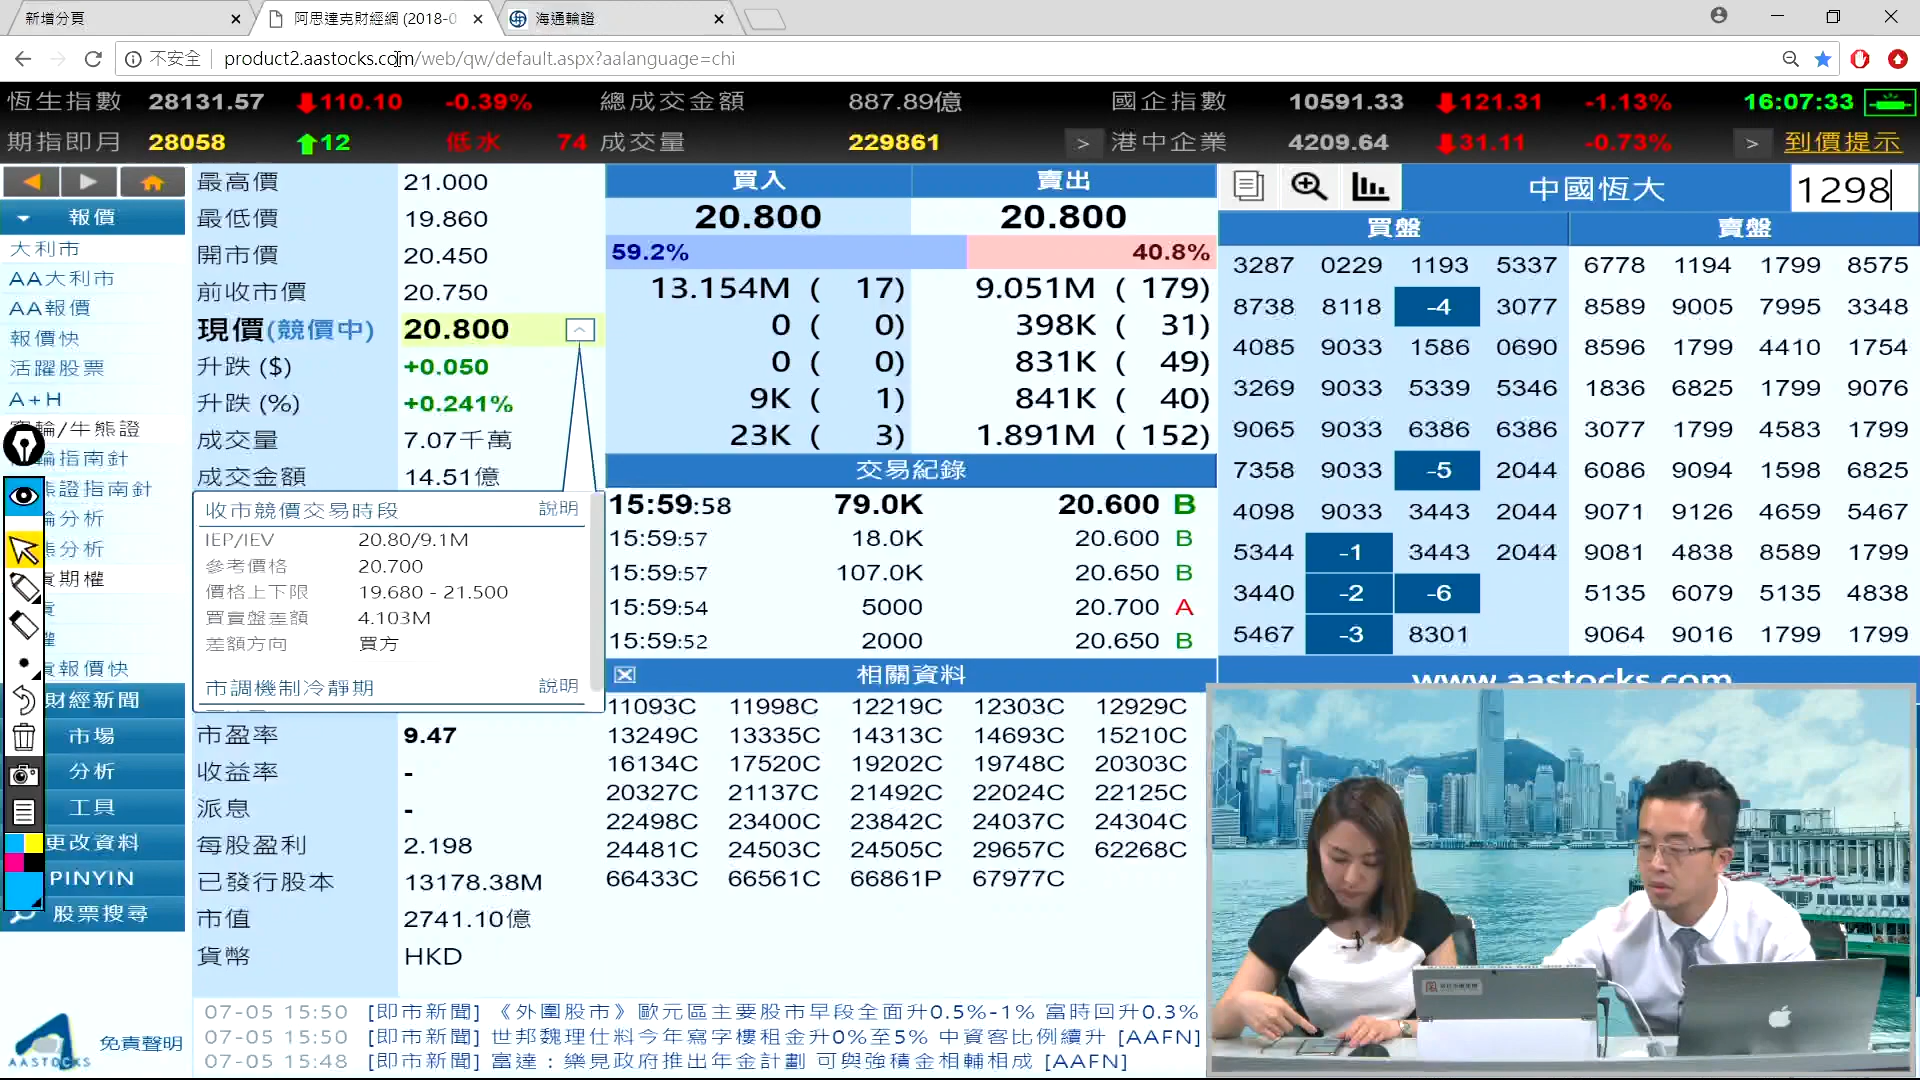 新增分頁
阿思達克財經網 (2018-0
海通輪證
不安全
product2.aastocks.com/web/qw/default.aspx?aalanguage=chi
恆生指數 28131.57 110.10 -0.39% 總成交金額 887.89億 國企指數 10591.33 121.31 -1.13% 16:07:33
期指即月 28058 12 低水 74 成交量 229861 > 港中企業 4209.64 31.11 -0.73% > 到價提示
報價
大利市
AA大利市
AA報價
報價快
活躍股票
A+H
輪/牛熊證
輪指南針
熊證指南針
輪分析
熊分析
期權
報價快
財經新聞
市場
分析
工具
更改資料
PINYIN
股票搜尋
AASTOCKS
免責聲明
最高價 21.000
最低價 19.860
開市價 20.450
前收市價 20.750
現價(競價中) 20.800
升跌 ($) +0.050
升跌 (%) +0.241%
成交量 7.07千萬
成交金額 14.51億
收市競價交易時段 說明
IEP/IEV 20.80/9.1M
參考價格 20.700
價格上下限 19.680 - 21.500
買賣盤差額 4.103M
差額方向 買方
市調機制冷靜期 說明
市盈率 9.47
收益率 -
派息 -
每股盈利 2.198
已發行股本 13178.38M
市值 2741.10億
貨幣 HKD
買入 賣出
20.800 20.800
59.2% 40.8%
13.154M ( 17) 9.051M ( 179)
0 ( 0) 398K ( 31)
0 ( 0) 831K ( 49)
9K ( 1) 841K ( 40)
23K ( 3) 1.891M ( 152)
交易紀錄
15:59:58 79.0K 20.600 B
15:59:57 18.0K 20.600 B
15:59:57 107.0K 20.650 B
15:59:54 5000 20.700 A
15:59:52 2000 20.650 B
相關資料
11093C 11998C 12219C 12303C 12929C
13249C 13335C 14313C 14693C 15210C
16134C 17520C 19202C 19748C 20303C
20327C 21137C 21492C 22024C 22125C
22498C 23400C 23842C 24037C 24304C
24481C 24503C 24505C 29657C 62268C
66433C 66561C 66861P 67977C
中國恆大 1298
買盤 賣盤
3287 0229 1193 5337 6778 1194 1799 8575
8738 8118 -4 3077 8589 9005 7995 3348
4085 9033 1586 0690 8596 1799 4410 1754
3269 9033 5339 5346 1836 6825 1799 9076
9065 9033 6386 6386 3077 1799 4583 1799
7358 9033 -5 2044 6086 9094 1598 6825
4098 9033 3443 2044 9071 9126 4659 5467
5344 -1 3443 2044 9081 4838 8589 1799
3440 -2 -6 5135 6079 5135 4838
5467 -3 8301 9064 9016 1799 1799
www.aastocks.com
07-05 15:50 [即市新聞] 《外圍股市》歐元區主要股市早段全面升0.5%-1% 富時回升0.3%
07-05 15:50 [即市新聞] 世邦魏理仕料今年寫字樓租金升0%至5% 中資客比例續升 [AAFN]
07-05 15:48 [即市新聞] 富達：樂見政府推出年金計劃 可與強積金相輔相成 [AAFN]